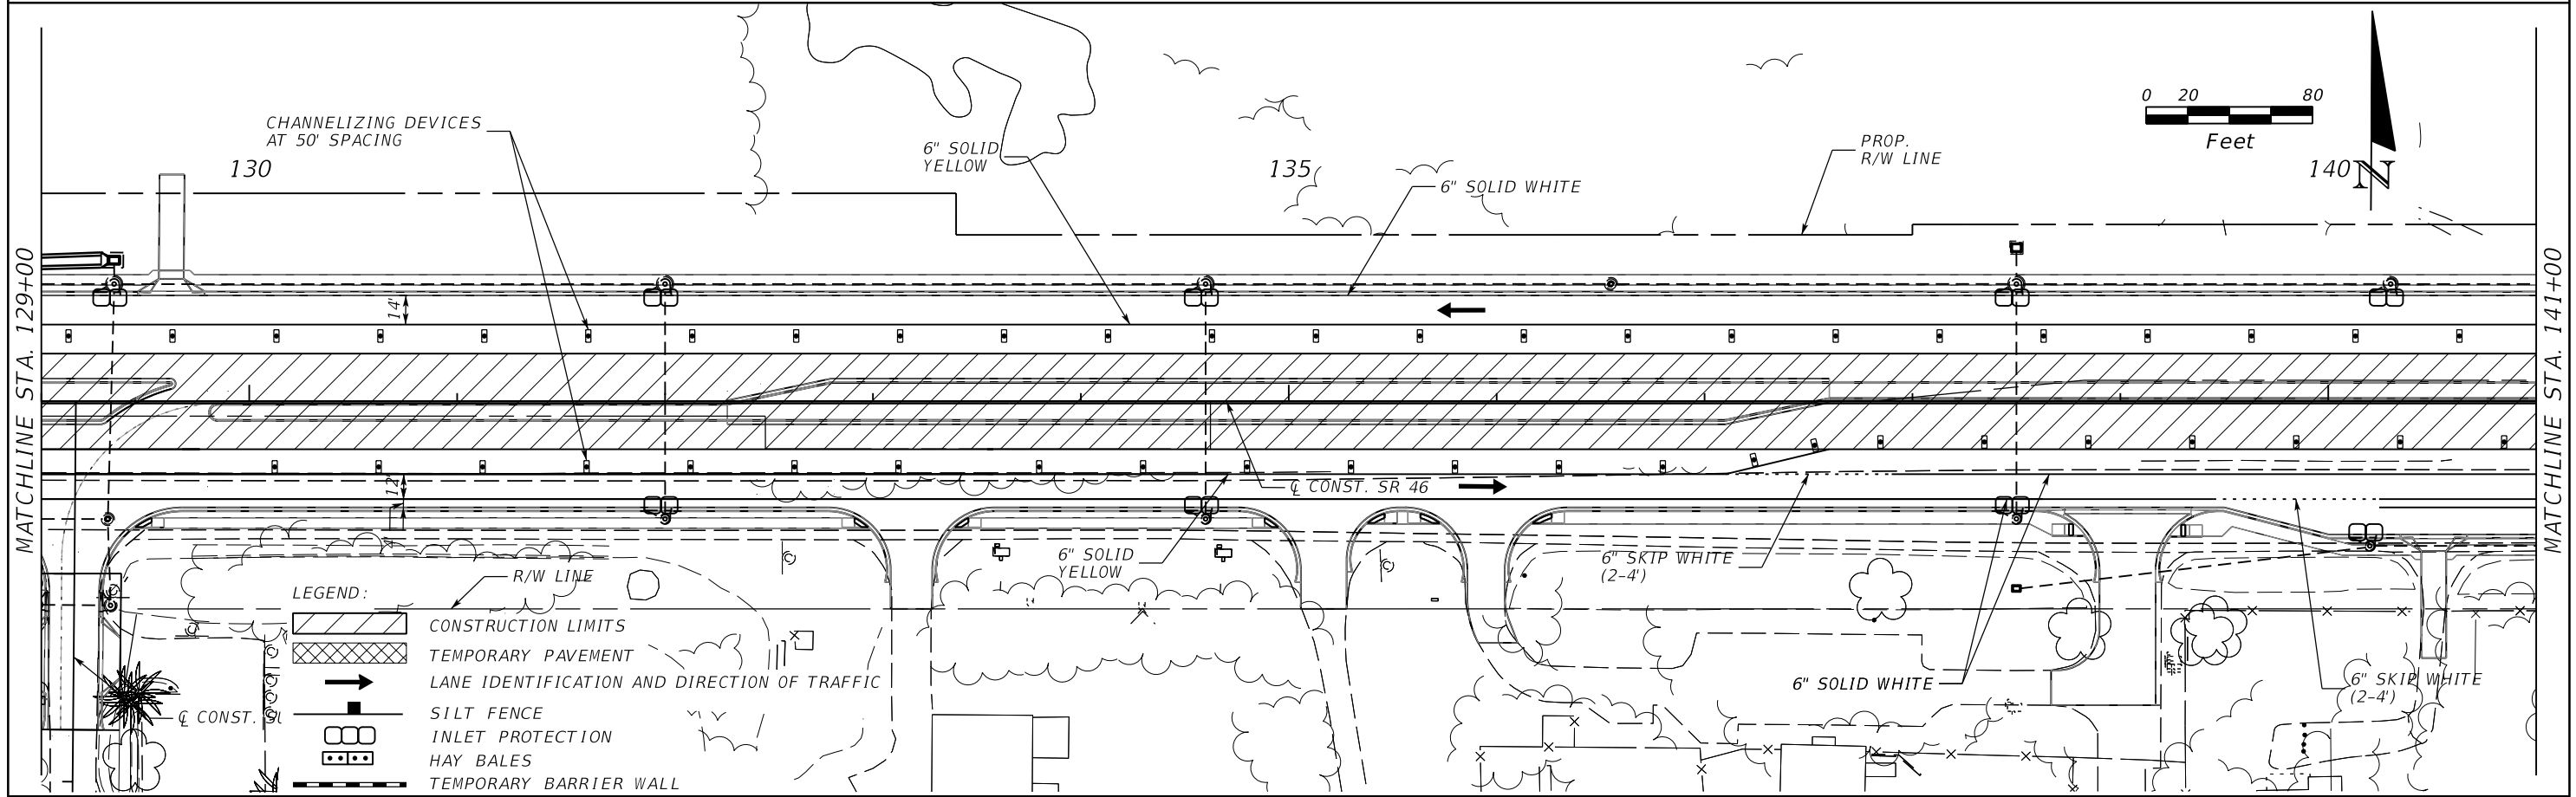 0 20 80
Feet
N
CHANNELIZING DEVICES
AT 50' SPACING
130
6" SOLID
YELLOW
135
6" SOLID WHITE
PROP.
R/W LINE
140
MATCHLINE STA. 129+00
MATCHLINE STA. 141+00
14'
12'
4'
℄ CONST. SR 46
6" SOLID
YELLOW
6" SKIP WHITE
(2-4')
6" SOLID WHITE
6" SKIP WHITE
(2-4')
R/W LINE
LEGEND:
CONSTRUCTION LIMITS
TEMPORARY PAVEMENT
LANE IDENTIFICATION AND DIRECTION OF TRAFFIC
℄ CONST.
SILT FENCE
INLET PROTECTION
HAY BALES
TEMPORARY BARRIER WALL